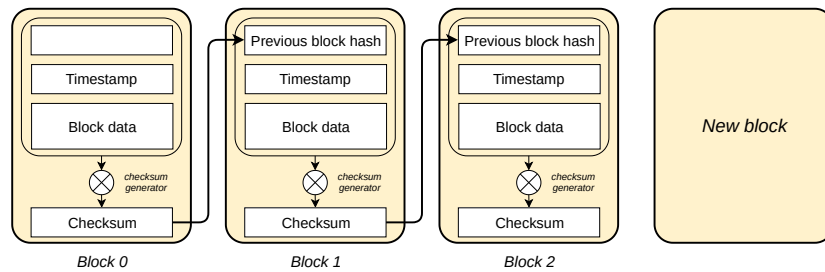 Timestamp
Block data
checksum
generator
Checksum
Block 0
Previous block hash
Timestamp
Block data
checksum
generator
Checksum
Block 1
Previous block hash
Timestamp
Block data
checksum
generator
Checksum
Block 2
New block